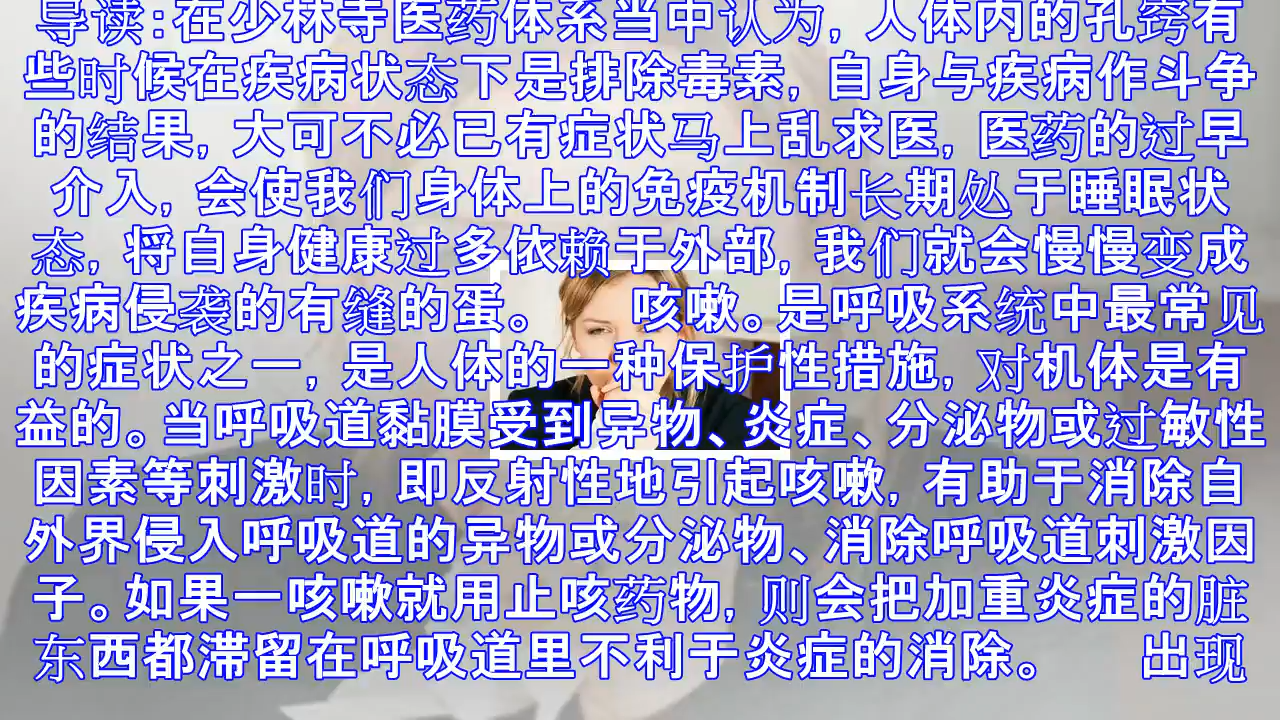 导读:在少林寺医药体系当中认为，人体内的孔窍有
些时候在疾病状态下是排除毒素，自身与疾病作斗争
的结果，大可不必已有症状马上乱求医，医药的过早
介入，会使我们身体上的免疫机制长期处于睡眠状
态，将自身健康过多依赖于外部，我们就会慢慢变成
疾病侵袭的有缝的蛋。 咳嗽。是呼吸系统中最常见
的症状之一，是人体的一种保护性措施，对机体是有
益的。当呼吸道黏膜受到异物、炎症、分泌物或过敏性
因素等刺激时，即反射性地引起咳嗽，有助于消除自
外界侵入呼吸道的异物或分泌物、消除呼吸道刺激因
子。如果一咳嗽就用止咳药物，则会把加重炎症的脏
东西都滞留在呼吸道里不利于炎症的消除。 出现